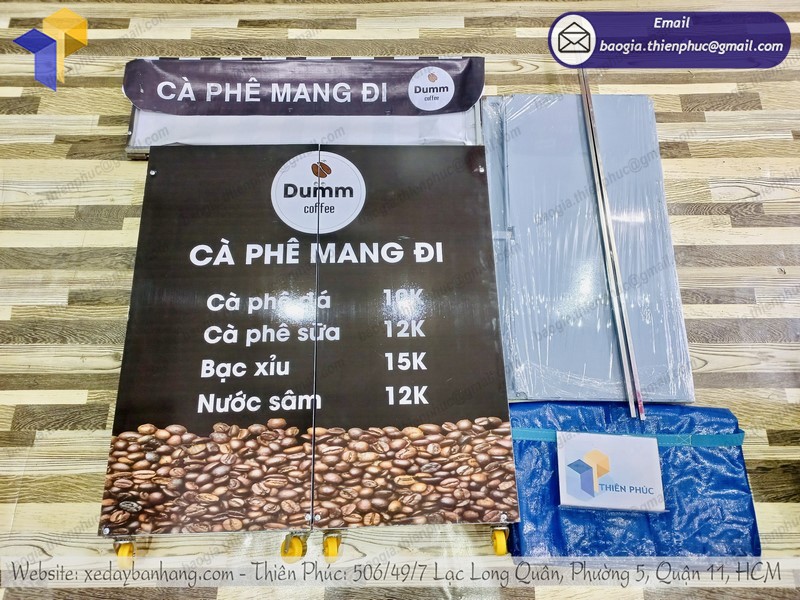 Email
baogia.thienphuc@gmail.com
CÀ PHÊ MANG ĐI
Dumm
coffee
Dumm
coffee
CÀ PHÊ MANG ĐI
Cà phê đá 10K
Cà phê sữa 12K
Bạc xỉu 15K
Nước sâm 12K
THIÊN PHÚC
Website: xedaybanhang.com - Thiên Phúc: 506/49/7 Lạc Long Quân, Phường 5, Quận 11, HCM